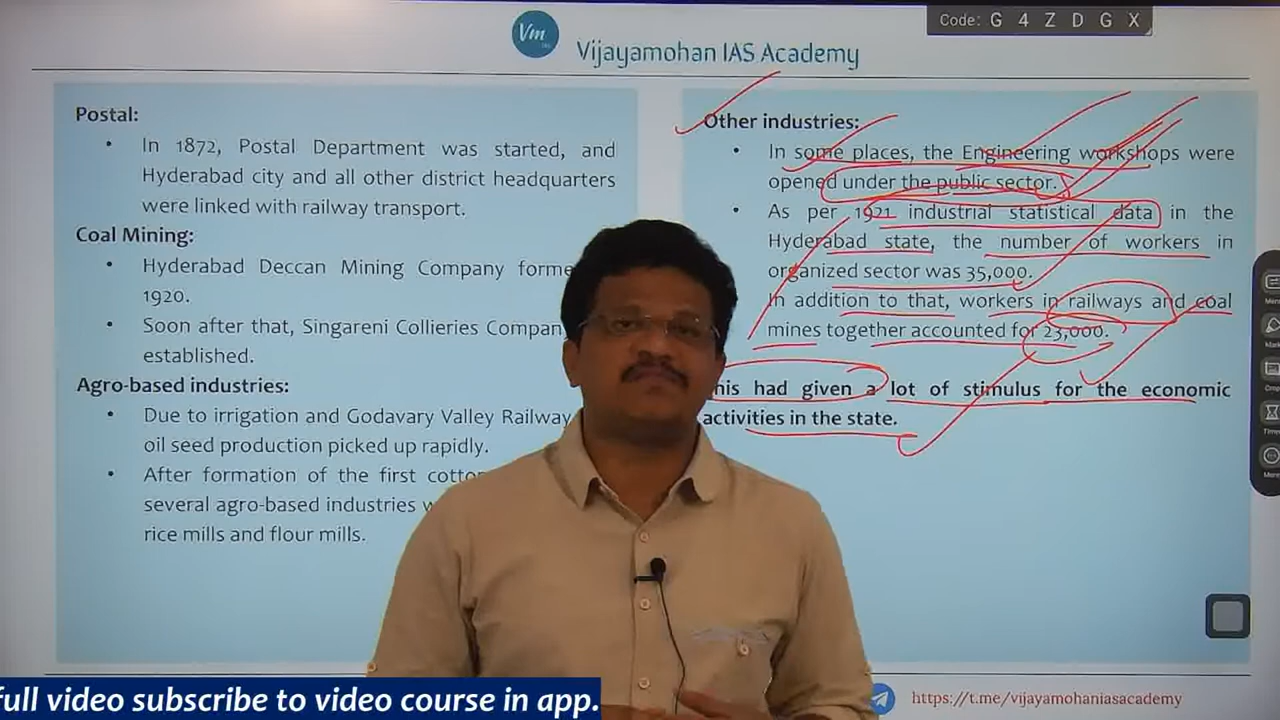 Code: G 4 Z D G X
Vm
Vijayamohan IAS Academy
Postal:
• In 1872, Postal Department was started, and
Hyderabad city and all other district headquarters
were linked with railway transport.
Coal Mining:
• Hyderabad Deccan Mining Company
1920.
• Soon after that, Singareni Collieries
established.
Agro-based industries:
• Due to irrigation and Godavary Valley Railway
oil seed production picked up rapidly.
• After formation of the first
several agro-based industries
rice mills and flour mills.
Other industries:
• In some places, the Engineering workshops were
opened under the public sector.
• As per 1921 industrial statistical data in the
Hyderabad state, the number of workers in
organized sector was 35,000.
In addition to that, workers in railways and coal
mines together accounted for 23,000.
had given a lot of stimulus for the economic
activities in the state.
full video subscribe to video course in app.
https://t.me/vijayamohaniasacademy